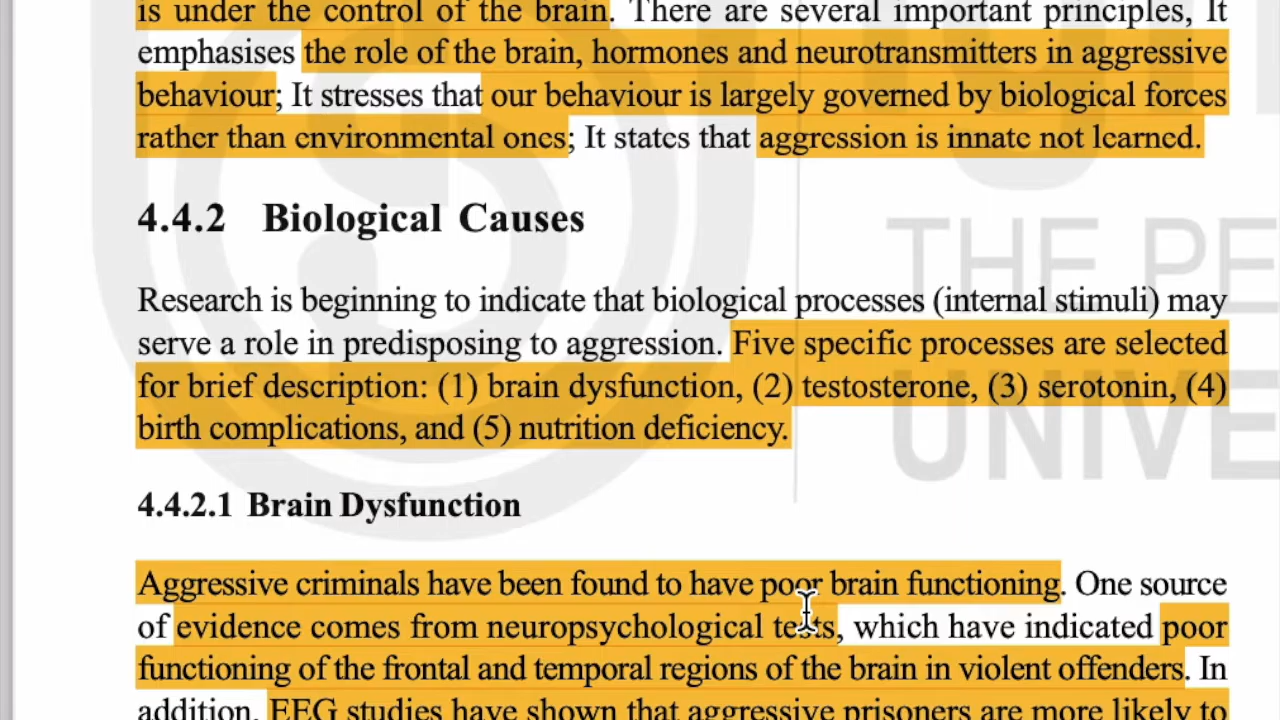 is under the control of the brain. There are several important principles, It
emphasises the role of the brain, hormones and neurotransmitters in aggressive
behaviour; It stresses that our behaviour is largely governed by biological forces
rather than environmental ones; It states that aggression is innate not learned.
4.4.2 Biological Causes
Research is beginning to indicate that biological processes (internal stimuli) may
serve a role in predisposing to aggression. Five specific processes are selected
for brief description: (1) brain dysfunction, (2) testosterone, (3) serotonin, (4)
birth complications, and (5) nutrition deficiency.
4.4.2.1 Brain Dysfunction
Aggressive criminals have been found to have poor brain functioning. One source
of evidence comes from neuropsychological tests, which have indicated poor
functioning of the frontal and temporal regions of the brain in violent offenders. In
addition, EEG studies have shown that aggressive prisoners are more likely to
THE PE
UNIVE